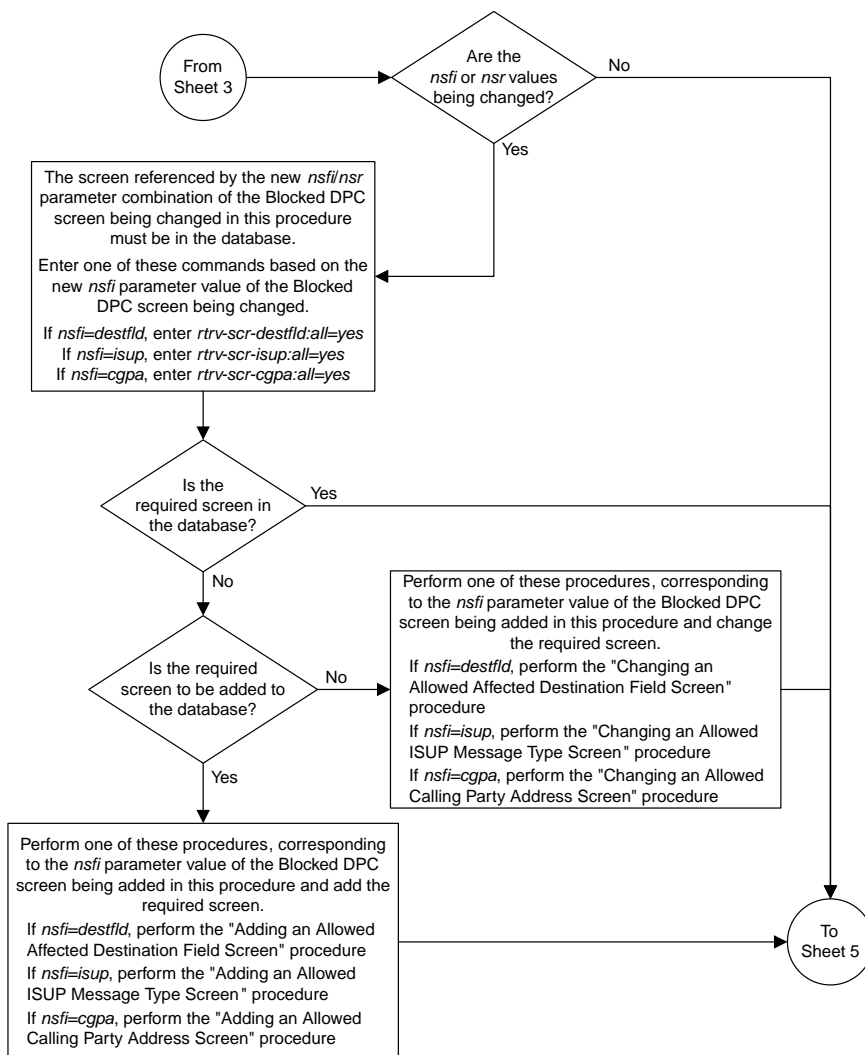 From
Sheet 3
Are the
nsfi or nsr values
being changed?
No
Yes
The screen referenced by the new nsfi/nsr
parameter combination of the Blocked DPC
screen being changed in this procedure
must be in the database.
Enter one of these commands based on the
new nsfi parameter value of the Blocked
DPC screen being changed.
If nsfi=destfld, enter rtrv-scr-destfld:all=yes
If nsfi=isup, enter rtrv-scr-isup:all=yes
If nsfi=cgpa, enter rtrv-scr-cgpa:all=yes
Is the
required screen in
the database?
Yes
No
Is the required
screen to be added to
the database?
No
Yes
Perform one of these procedures, corresponding
to the nsfi parameter value of the Blocked DPC
screen being added in this procedure and change
the required screen.
If nsfi=destfld, perform the "Changing an
Allowed Affected Destination Field Screen"
procedure
If nsfi=isup, perform the "Changing an Allowed
ISUP Message Type Screen" procedure
If nsfi=cgpa, perform the "Changing an Allowed
Calling Party Address Screen" procedure
Perform one of these procedures, corresponding
to the nsfi parameter value of the Blocked DPC
screen being added in this procedure and add the
required screen.
If nsfi=destfld, perform the "Adding an Allowed
Affected Destination Field Screen" procedure
If nsfi=isup, perform the "Adding an Allowed
ISUP Message Type Screen" procedure
If nsfi=cgpa, perform the "Adding an Allowed
Calling Party Address Screen" procedure
To
Sheet 5